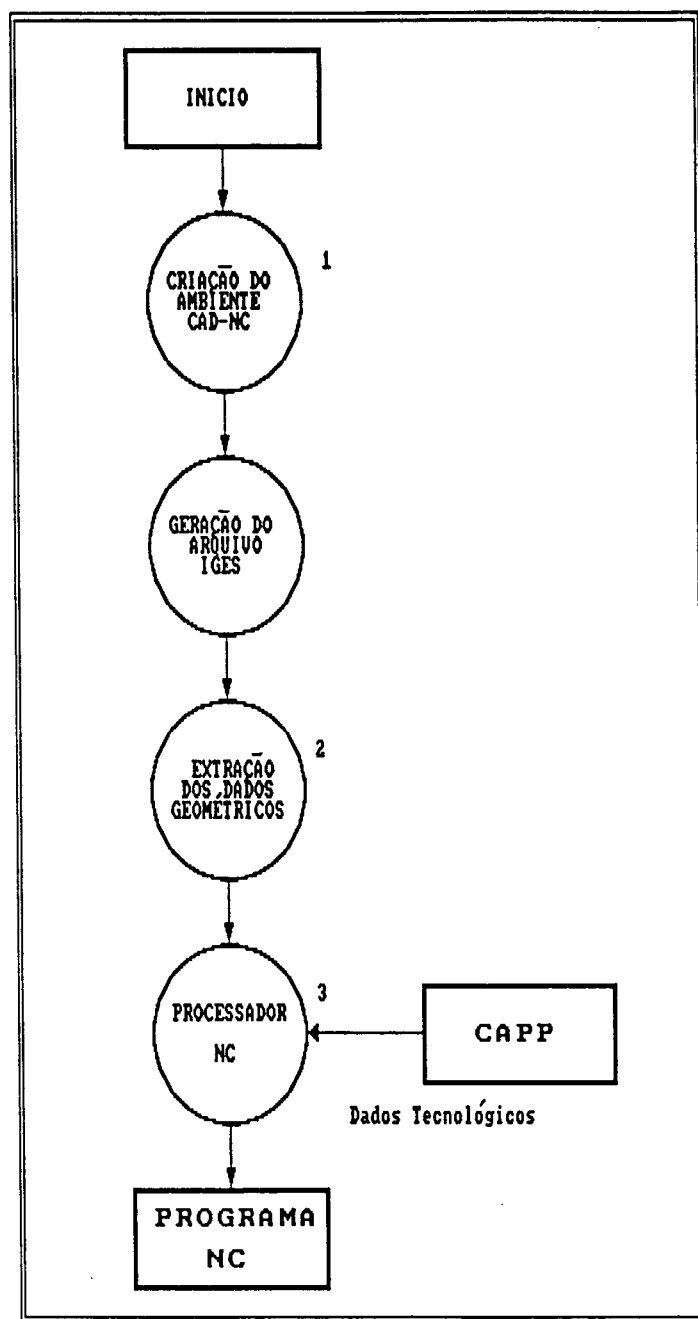 INICIO
1
CRIAÇÃO DO
AMBIENTE
CAD-NC
GERAÇÃO DO
ARQUIVO
IGES
2
EXTRAÇÃO
DOS DADOS
GEOMÉTRICOS
3
PROCESSADOR
NC
CAPP
Dados Tecnológicos
PROGRAMA
NC